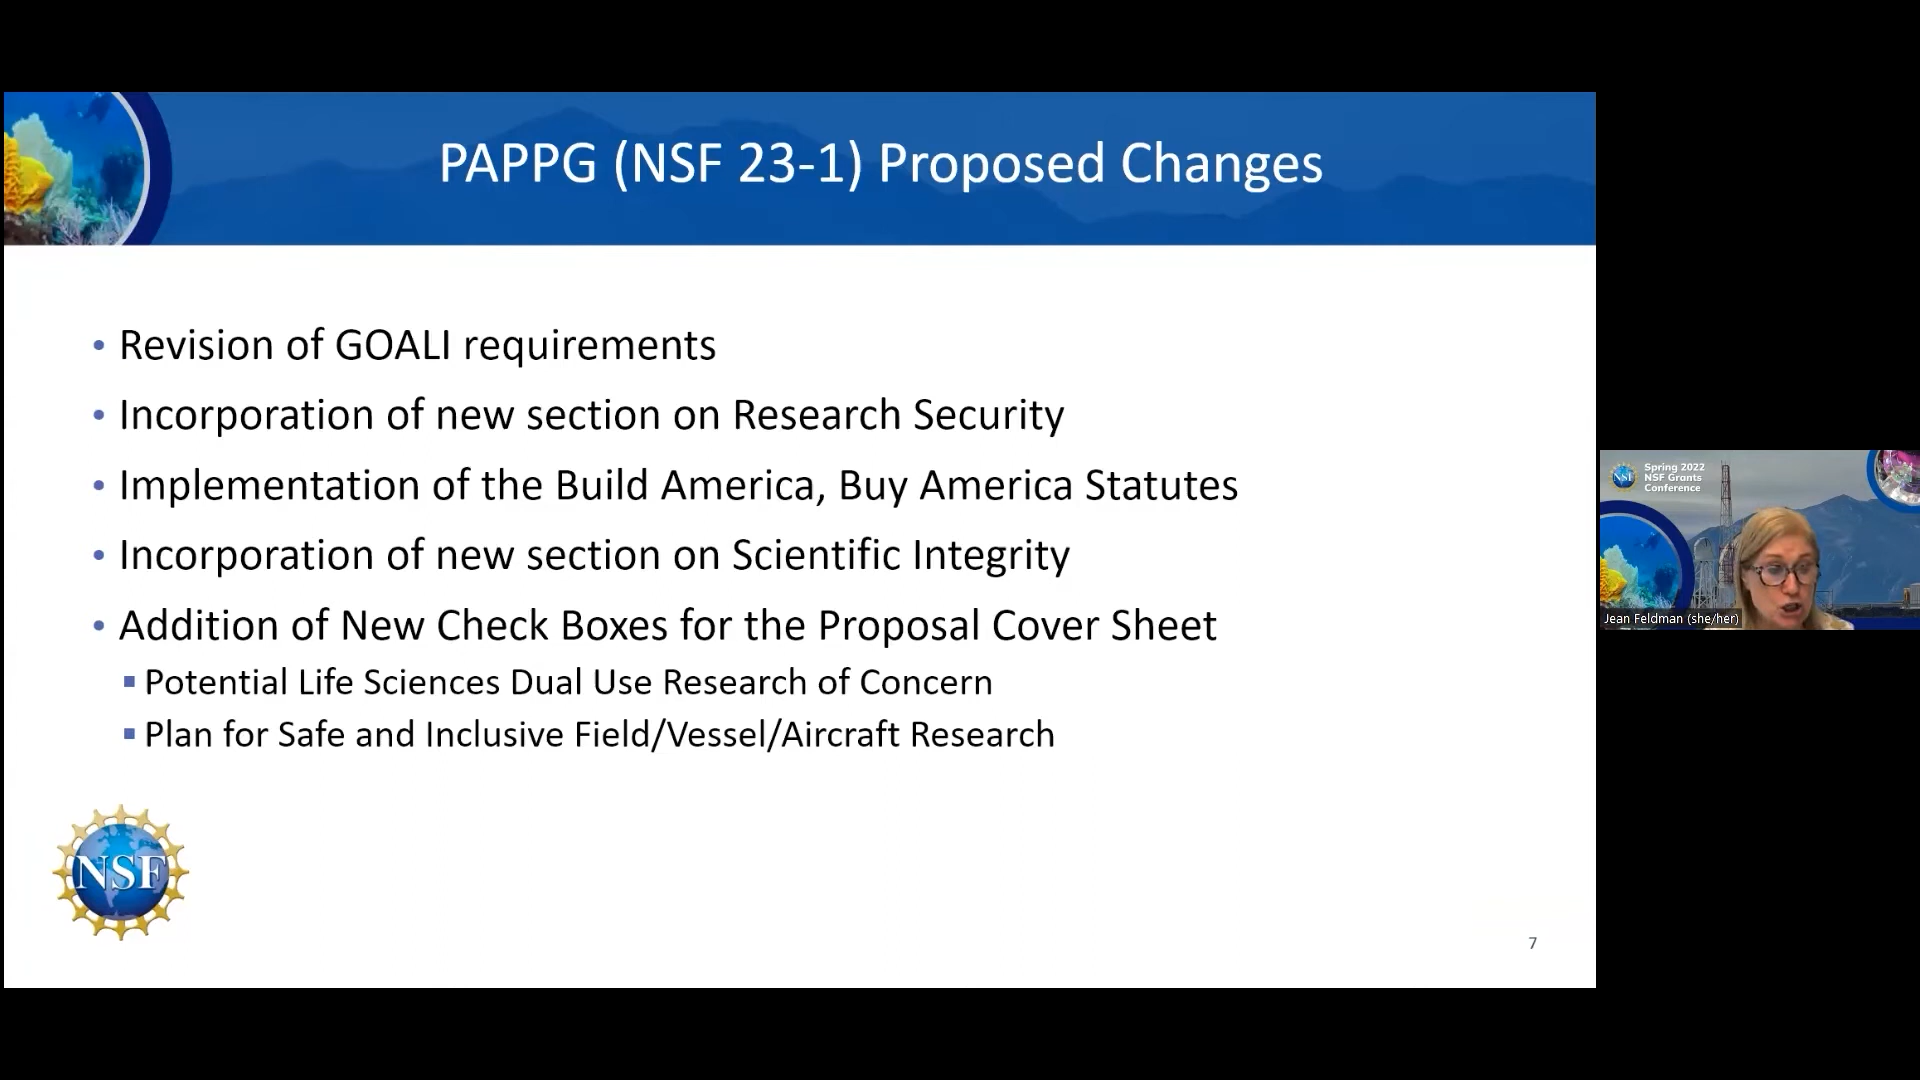 PAPPG (NSF 23-1) Proposed Changes
• Revision of GOALI requirements
• Incorporation of new section on Research Security
• Implementation of the Build America, Buy America Statutes
• Incorporation of new section on Scientific Integrity
• Addition of New Check Boxes for the Proposal Cover Sheet
▪ Potential Life Sciences Dual Use Research of Concern
▪ Plan for Safe and Inclusive Field/Vessel/Aircraft Research
NSF
7
NSF
Spring 2022
NSF Grants
Conference
Jean Feldman (she/her)